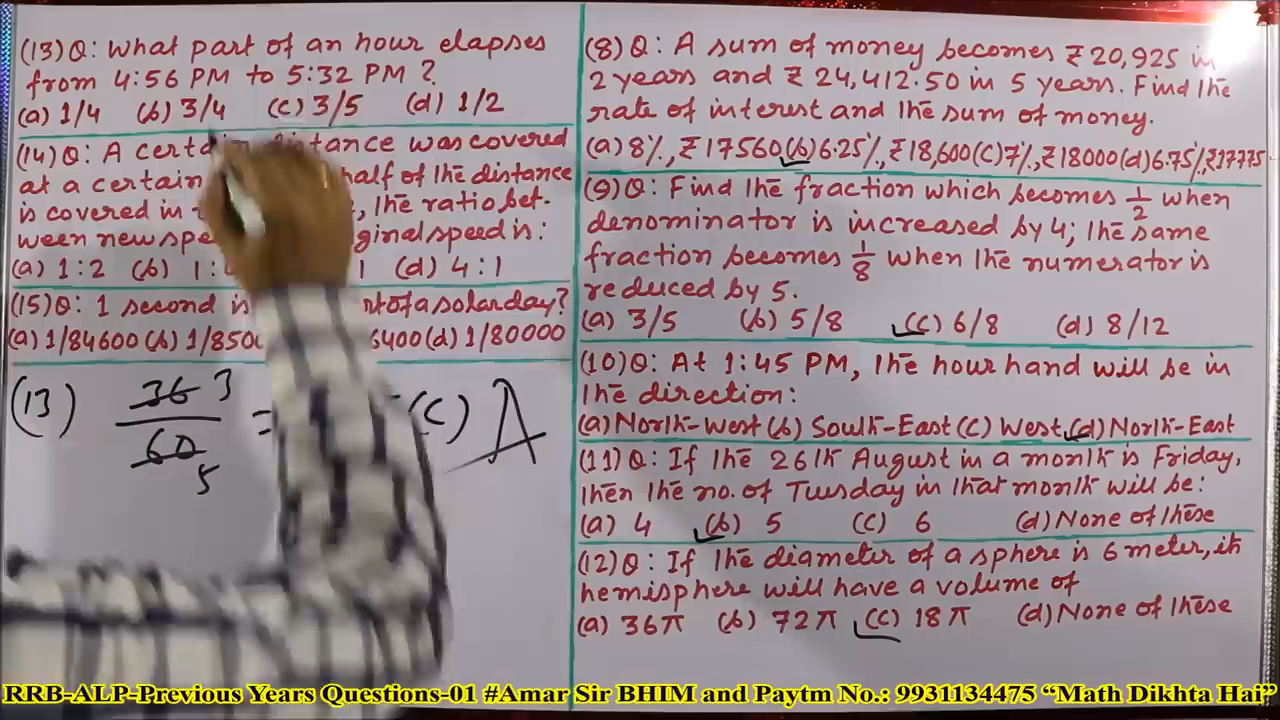 (13) Q: What part of an hour elapses
from 4:56 PM to 5:32 PM ?
(a) 1/4 (b) 3/4 (c) 3/5 (d) 1/2
(14) Q: A distance was covered
at a certain half of the distance
is covered in the ratio bet-
ween new speed is:
(a) 1:2 (b) 1: 1 (d) 4:1
(15) Q: 1 second is of a solar day?
(a) 1/84600 (b) (d) 1/80000
(13) 36 3
60 5
= (c) A
(8) Q: A sum of money becomes ₹20,925 in
2 years and ₹24,412.50 in 5 years. Find the
rate of interest and the sum of money.
(a) 8%, ₹17560 (b) 6.25%, ₹18,600 (c) 7%, ₹18000 (d) 6.75%, ₹17775
(9) Q: Find the fraction which becomes 1/2 when
denominator is increased by 4; the same
fraction becomes 1/8 when the numerator is
reduced by 5.
(a) 3/5 (b) 5/8 (c) 6/8 (d) 8/12
(10) Q: At 1:45 PM, the hour hand will be in
the direction:
(a) North-West (b) South-East (c) West (d) North-East
(11) Q: If the 26th August in a month is Friday,
then the no. of Tuesday in that month will be:
(a) 4 (b) 5 (c) 6 (d) None of these
(12) Q: If the diameter of a sphere is 6 meter, its
hemisphere will have a volume of
(a) 36π (b) 72π (c) 18π (d) None of these
RRB-ALP-Previous Years Questions-01 #Amar Sir BHIM and Paytm No.: 9931134475 “Math Dikhta Hai”